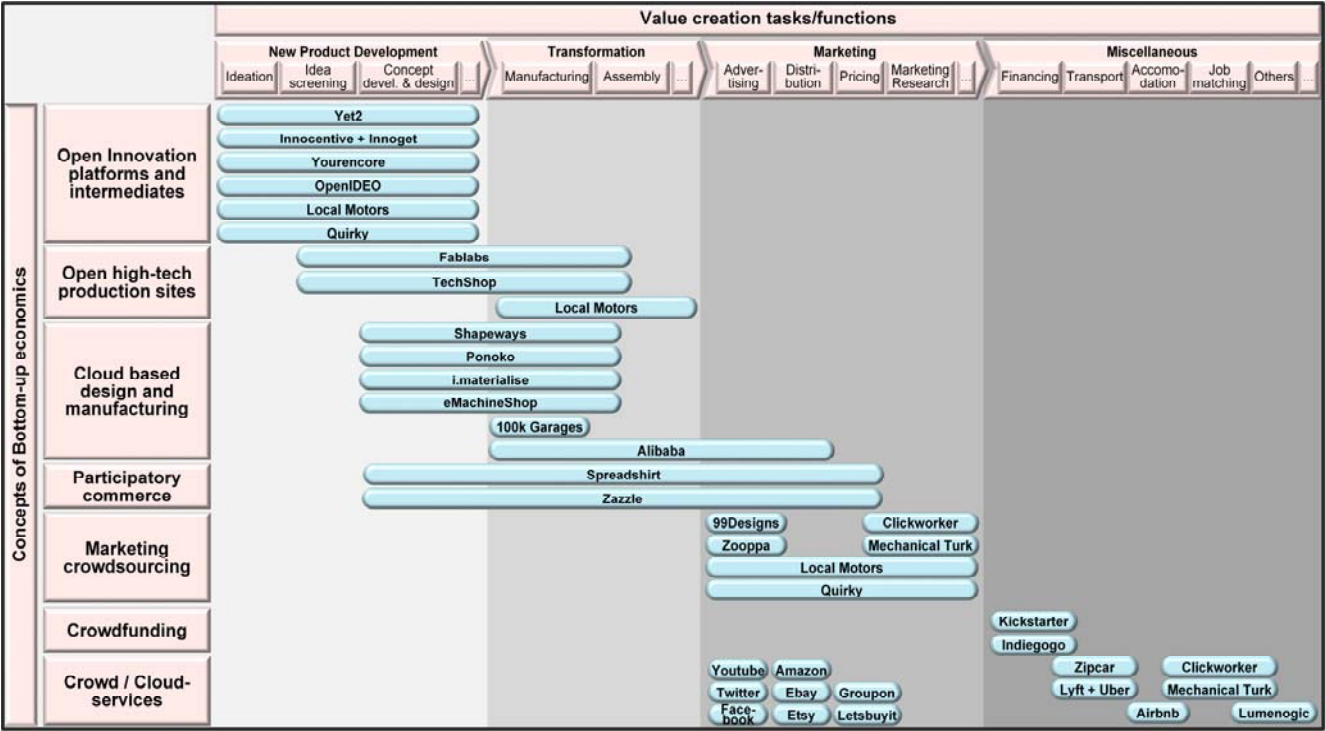 Value creation tasks/functions
New Product Development
Transformation
Marketing
Miscellaneous
Ideation
Idea
screening
Concept
devel. & design
...
Manufacturing
Assembly
...
Adver-
tising
Distri-
bution
Pricing
Marketing
Research
...
Financing
Transport
Accomo-
dation
Job
matching
Others
...
Concepts of Bottom-up economics
Open Innovation
platforms and
intermediates
Yet2
Innocentive + Innoget
Yourencore
OpenIDEO
Local Motors
Quirky
Open high-tech
production sites
Fablabs
TechShop
Local Motors
Cloud based
design and
manufacturing
Shapeways
Ponoko
i.materialise
eMachineShop
100k Garages
Alibaba
Participatory
commerce
Spreadshirt
Zazzle
Marketing
crowdsourcing
99Designs
Clickworker
Zooppa
Mechanical Turk
Local Motors
Quirky
Crowdfunding
Kickstarter
Indiegogo
Crowd / Cloud-
services
Youtube
Amazon
Zipcar
Clickworker
Twitter
Ebay
Groupon
Lyft + Uber
Mechanical Turk
Face-
book
Etsy
Letsbuyit
Airbnb
Lumenogic